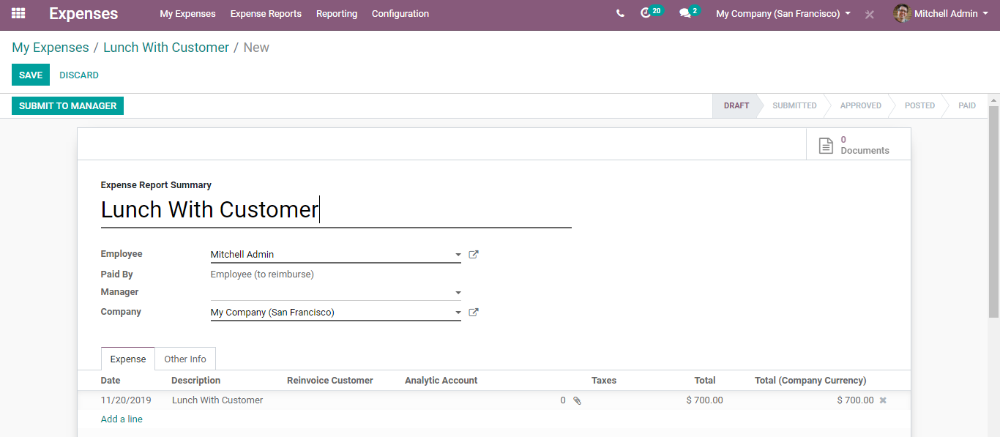 Expenses My Expenses Expense Reports Reporting Configuration 20 2 My Company (San Francisco) Mitchell Admin
My Expenses / Lunch With Customer / New
SAVE DISCARD
SUBMIT TO MANAGER DRAFT SUBMITTED APPROVED POSTED PAID
0
Documents
Expense Report Summary
Lunch With Customer
Employee Mitchell Admin
Paid By Employee (to reimburse)
Manager
Company My Company (San Francisco)
Expense Other Info
Date Description Reinvoice Customer Analytic Account Taxes Total Total (Company Currency)
11/20/2019 Lunch With Customer 0 $ 700.00 $ 700.00
Add a line